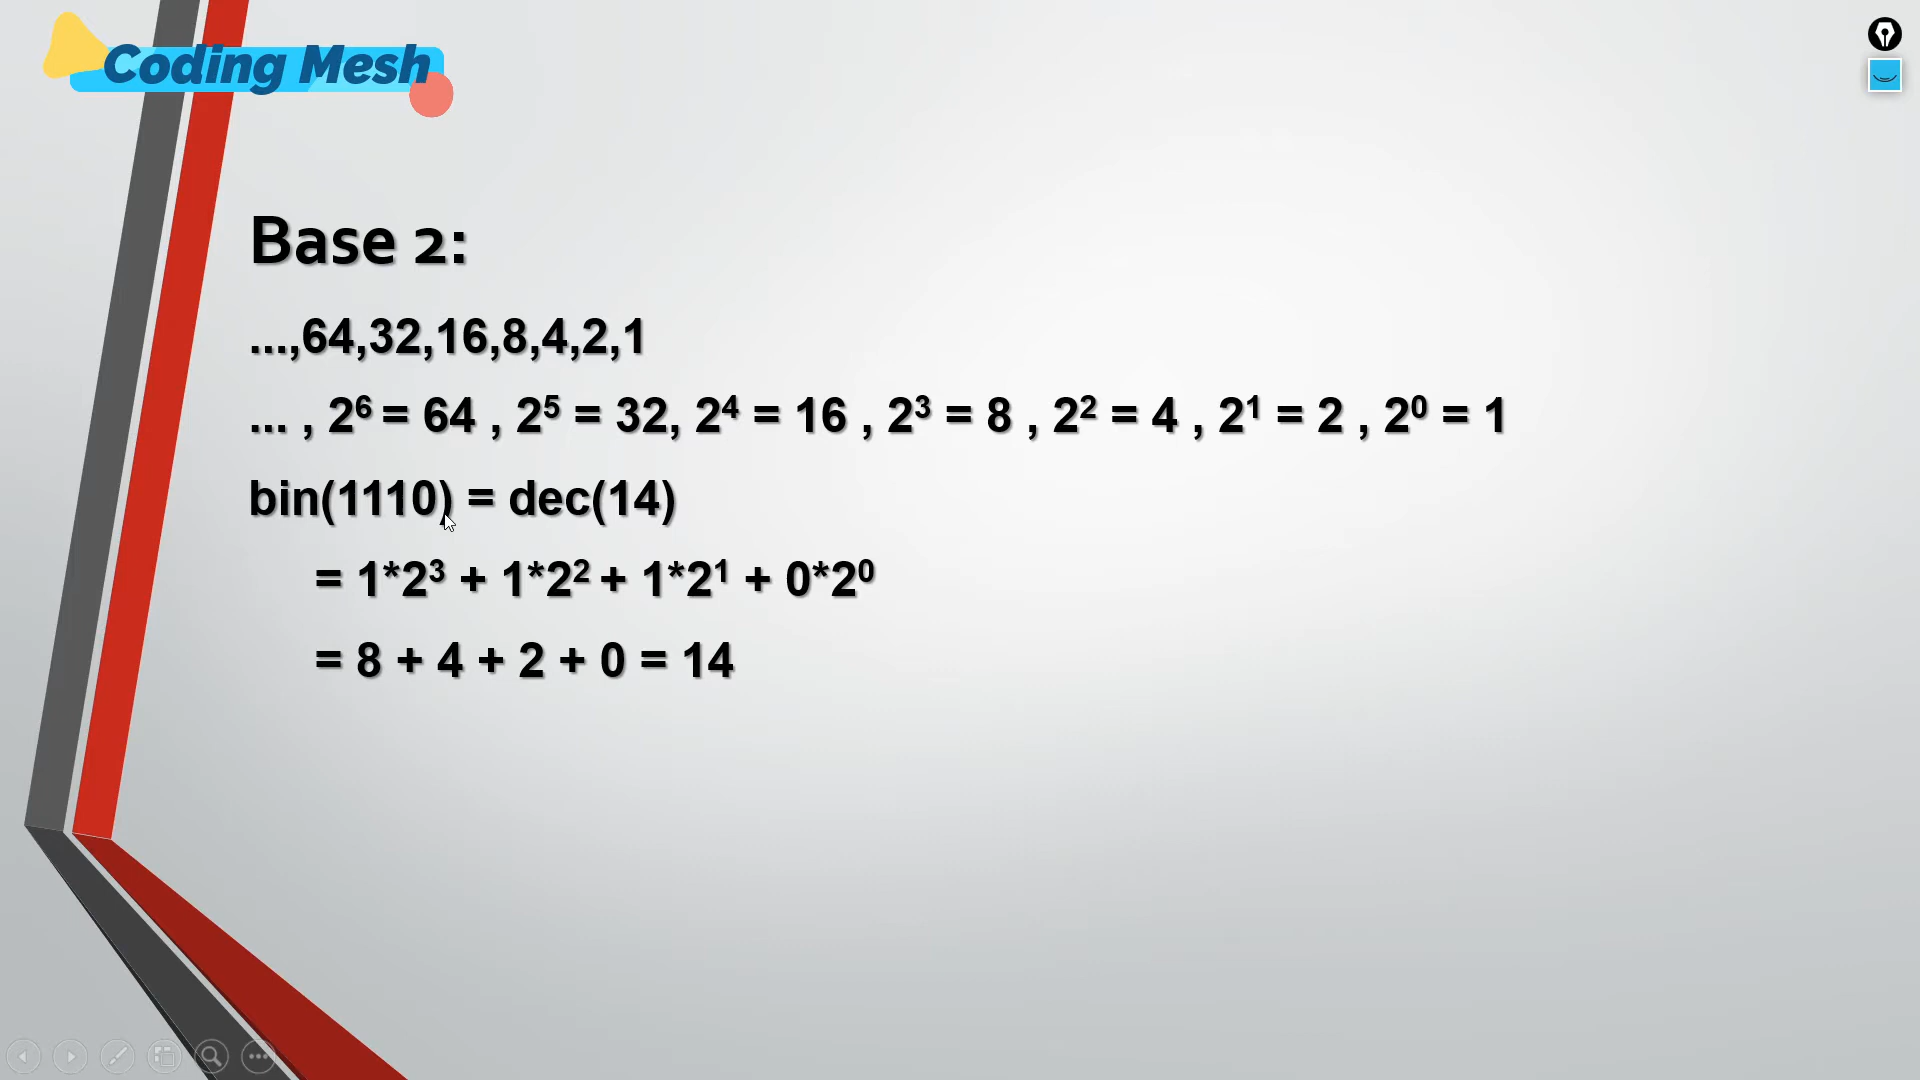 Coding Mesh
Base 2:
...,64,32,16,8,4,2,1
... , 2⁶ = 64 , 2⁵ = 32, 2⁴ = 16 , 2³ = 8 , 2² = 4 , 2¹ = 2 , 2⁰ = 1
bin(1110) = dec(14)
= 1*2³ + 1*2² + 1*2¹ + 0*2⁰
= 8 + 4 + 2 + 0 = 14